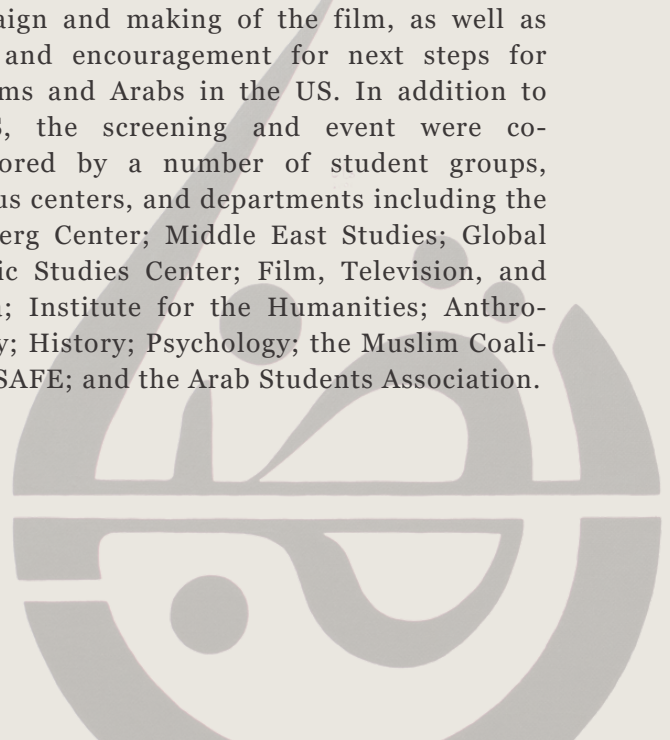 aign and making of the film, as well as
and encouragement for next steps for
ms and Arabs in the US. In addition to
S, the screening and event were co-
ored by a number of student groups,
us centers, and departments including the
erg Center; Middle East Studies; Global
ic Studies Center; Film, Television, and
; Institute for the Humanities; Anthro-
y; History; Psychology; the Muslim Coali-
SAFE; and the Arab Students Association.